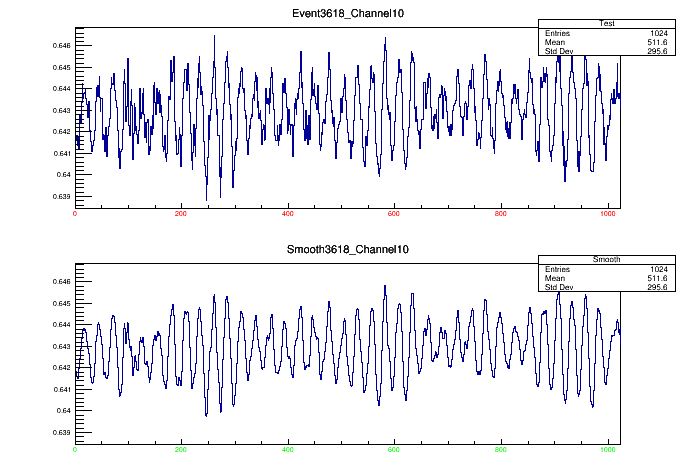 Event3618_Channel10
Test
Entries 1024
Mean 511.6
Std Dev 295.6
0.646
0.645
0.644
0.643
0.642
0.641
0.64
0.639
0 200 400 600 800 1000
Smooth3618_Channel10
Smooth
Entries 1024
Mean 511.6
Std Dev 295.6
0.646
0.645
0.644
0.643
0.642
0.641
0.64
0.639
0 200 400 600 800 1000